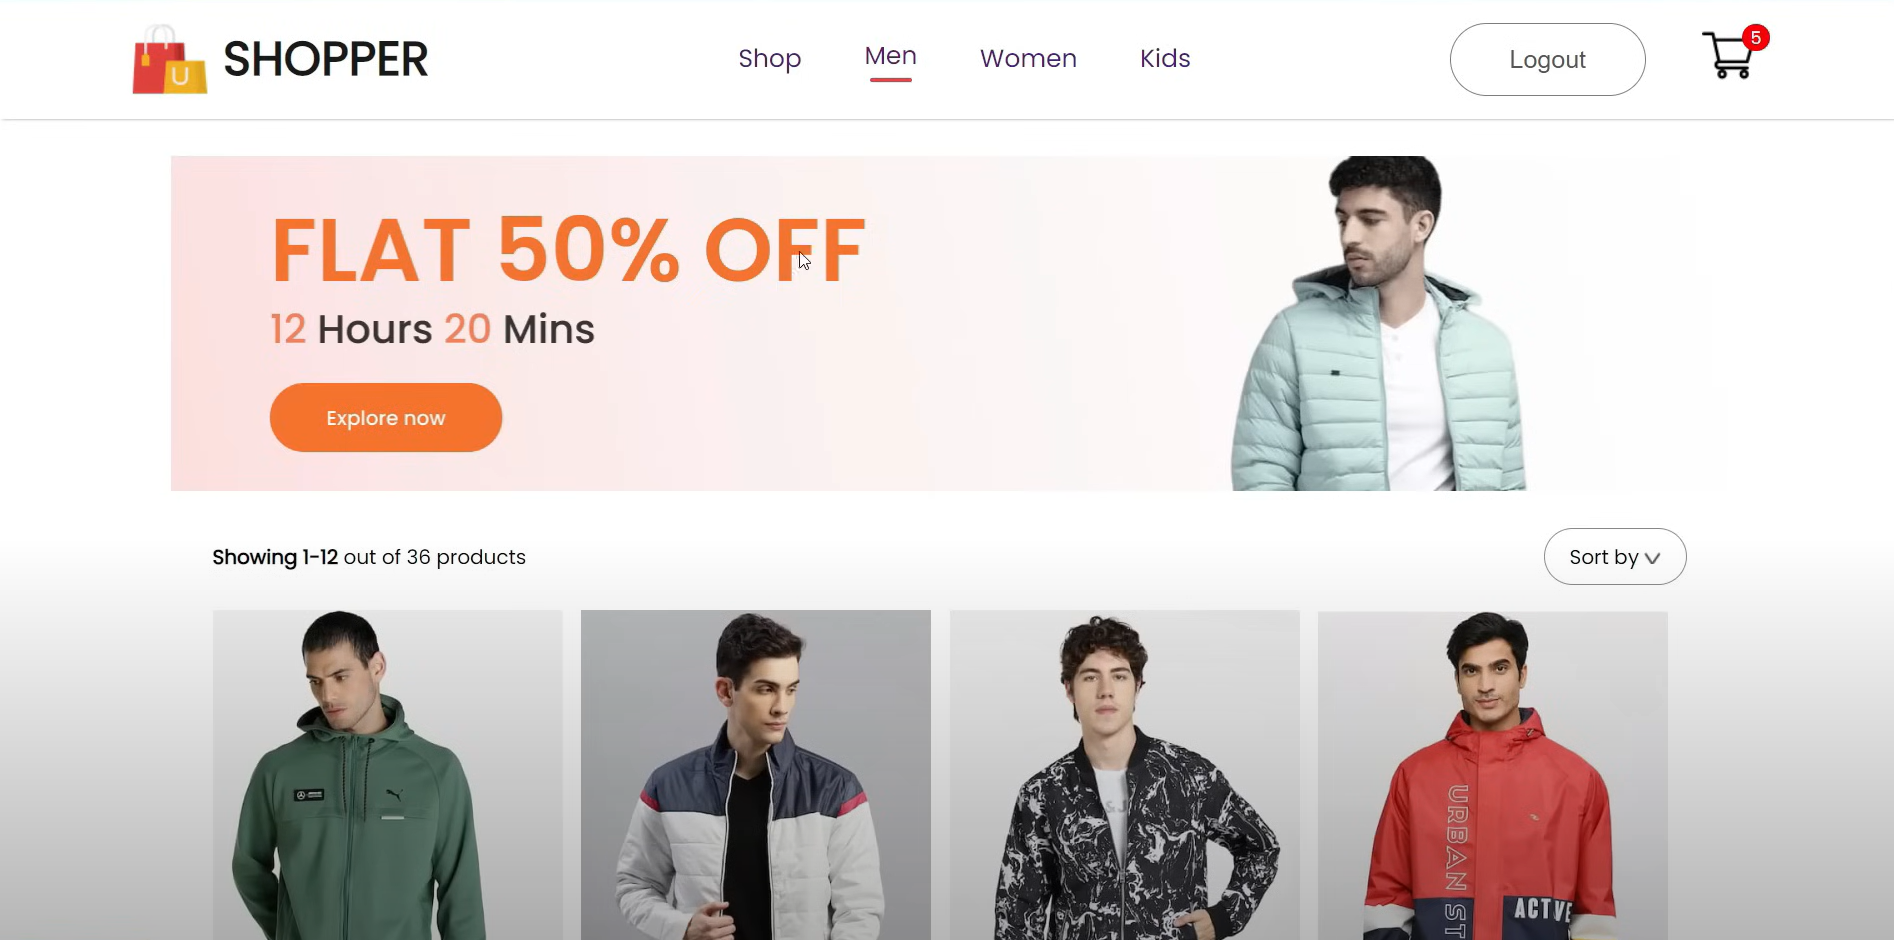 SHOPPER
Shop
Men
Women
Kids
Logout
5
U
FLAT 50% OFF
12 Hours 20 Mins
Explore now
Showing 1-12 out of 36 products
Sort by
URBAN ST
ACTIVE